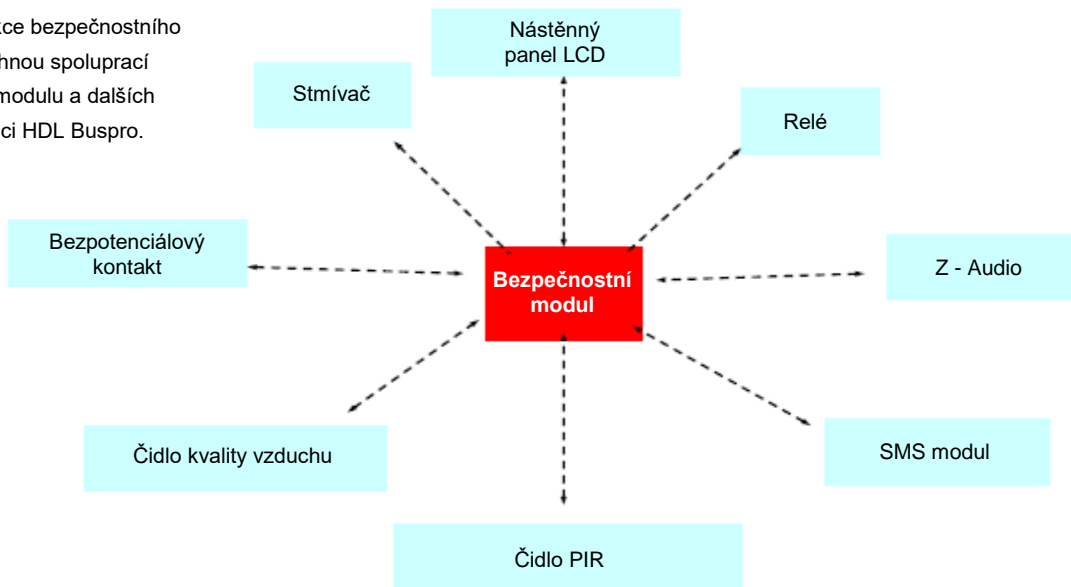 kce bezpečnostního
hnou spoluprací
modulu a dalších
ci HDL Buspro.
Nástěnný
panel LCD
Stmívač
Relé
Bezpotenciálový
kontakt
Bezpečnostní
modul
Z - Audio
Čidlo kvality vzduchu
SMS modul
Čidlo PIR